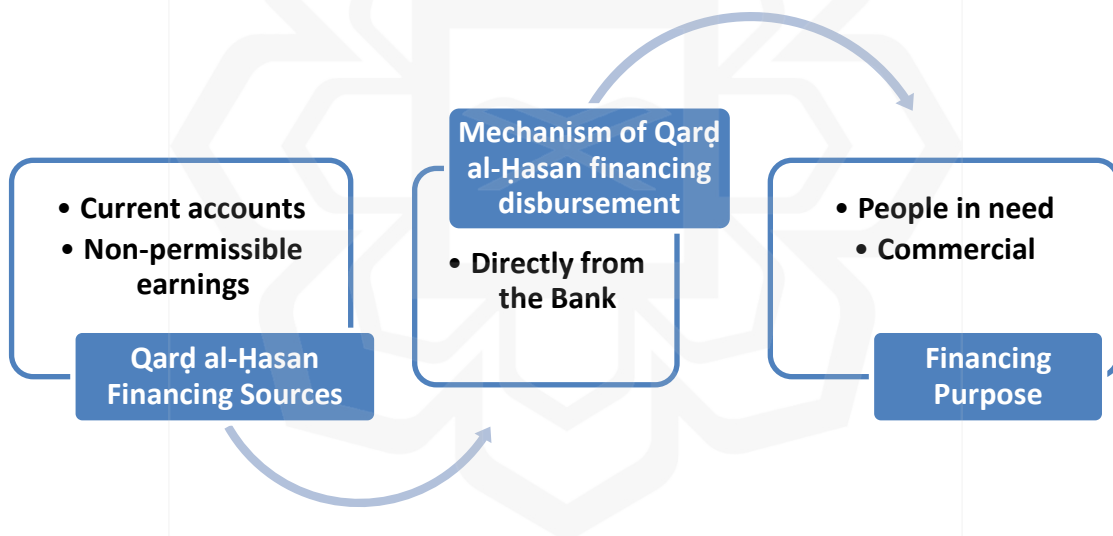 • Current accounts
• Non-permissible
earnings
Qarḍ al-Ḥasan
Financing Sources
Mechanism of Qarḍ
al-Ḥasan financing
disbursement
• Directly from
the Bank
• People in need
• Commercial
Financing
Purpose